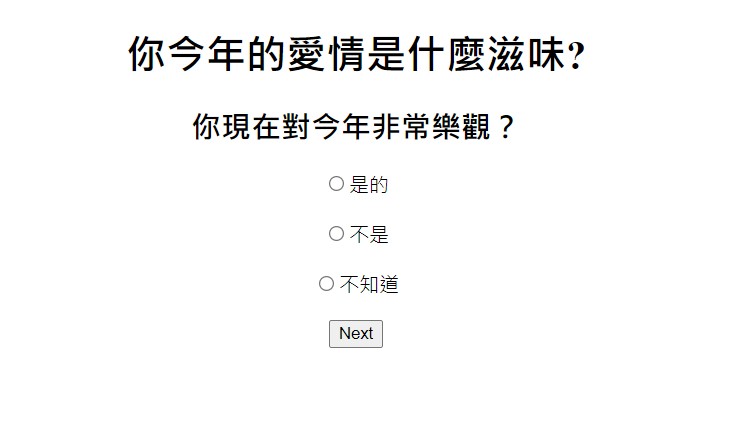 你今年的愛情是什麼滋味?
你現在對今年非常樂觀？
是的
不是
不知道
Next